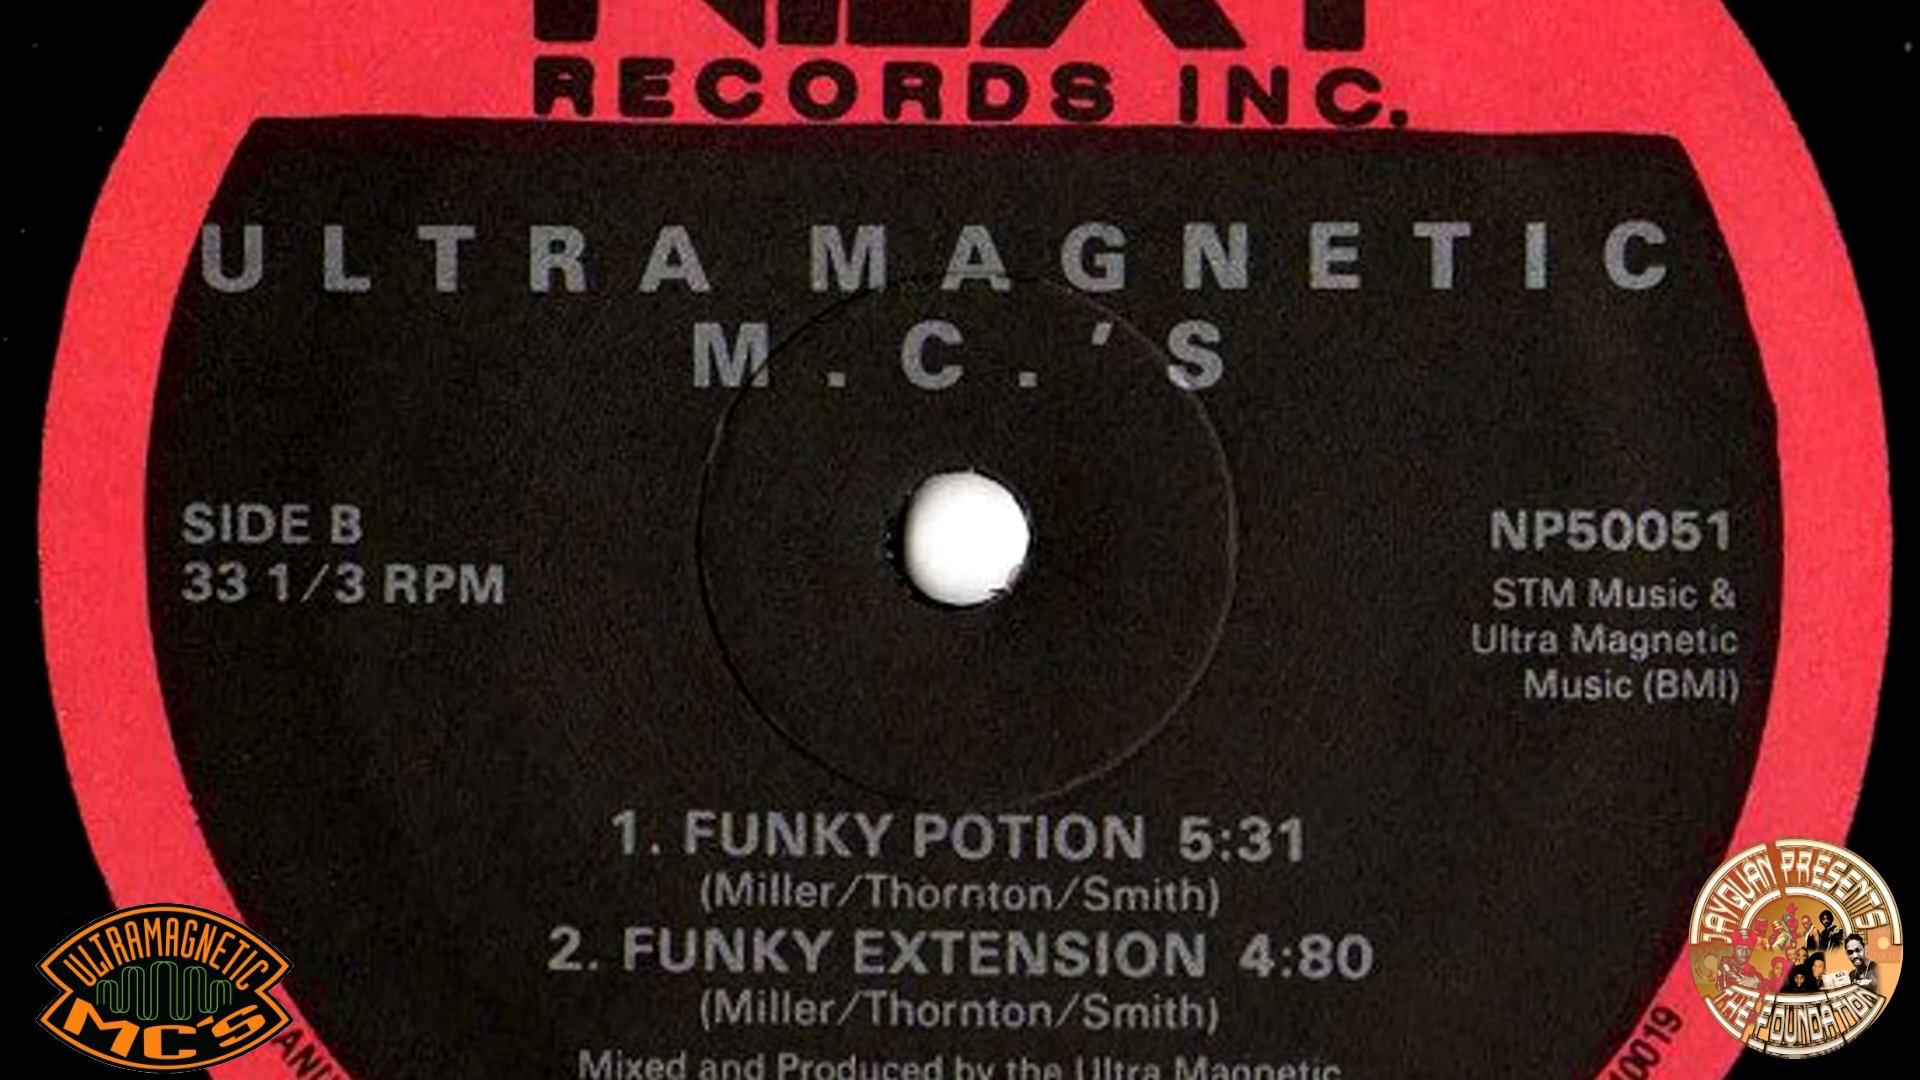 NEXT
RECORDS INC.
ULTRA MAGNETIC
M.C.'S
SIDE B
33 1/3 RPM
NP50051
STM Music &
Ultra Magnetic
Music (BMI)
1. FUNKY POTION 5:31
(Miller/Thornton/Smith)
2. FUNKY EXTENSION 4:80
(Miller/Thornton/Smith)
Mixed and Produced by the Ultra Magnetic
ULTRAMAGNETIC
MC'S
JAYQUAN PRESENTS
THE FOUNDATION
10019